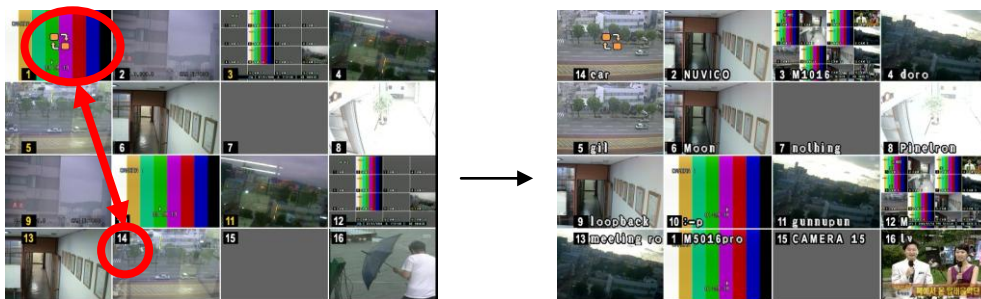 1
2
3
4
5
6
7
8
9
11
12
13
14
15
16
14 car
2 NUVICO
3 M1016
4 doro
5 gil
6 Moon
7 nothing
8 Pinetron
9 loopback
10 :-p
11 gunnupun
12 M
13 meeting ro
1 M5016pro
15 CAMERA 15
16 tv